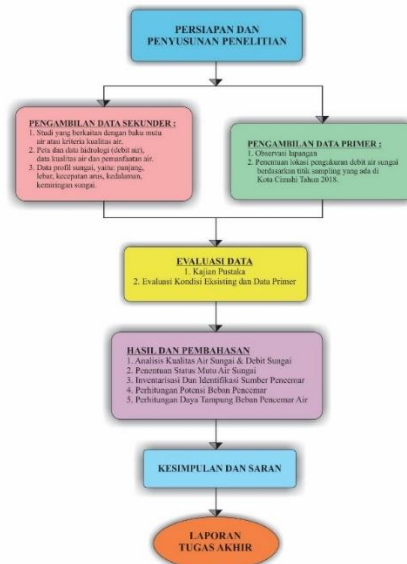 PERSIAPAN DAN
PENYUSUNAN PENELITIAN
PENGAMBILAN DATA SEKUNDER :
1. Studi yang berkaitan dengan baku mutu
air atau kriteria kualitas air.
2. Peta dan data hidrologi (debit air),
data kualitas air dan pemanfaatan air.
3. Data profil sungai, yaitu: panjang,
lebar, kecepatan arus, kedalaman,
kemiringan sungai.
PENGAMBILAN DATA PRIMER :
1. Observasi lapangan
2. Penentuan lokasi pengukuran debit air sungai
berdasarkan titik sampling yang ada di
Kota Cimahi Tahun 2018.
EVALUASI DATA
1. Kajian Pustaka
2. Evaluasi Kondisi Eksisting dan Data Primer
HASIL DAN PEMBAHASAN
1. Analisis Kualitas Air Sungai & Debit Sungai
2. Penentuan Status Mutu Air Sungai
3. Inventarisasi Dan Identifikasi Sumber Pencemar
4. Perhitungan Potensi Beban Pencemar
5. Perhitungan Daya Tampung Beban Pencemar Air
KESIMPULAN DAN SARAN
LAPORAN
TUGAS AKHIR